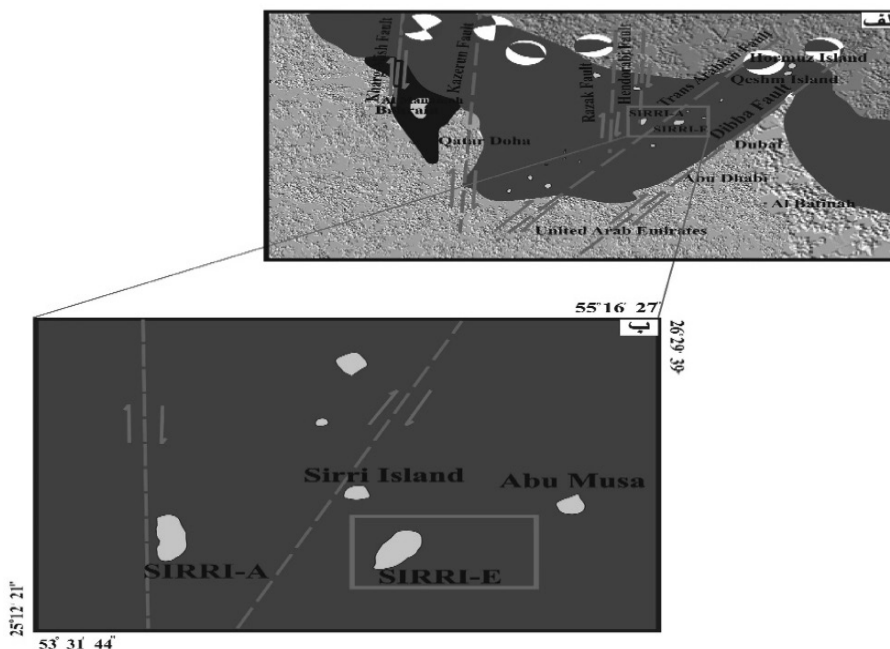 الف
Kazerun Fault
Razak Fault
Hendorabi Fault
Trans Arabian Fault
Hormuz Island
Qeshm Island
Dibba Fault
SIRRI-A
SIRRI-E
Qatar Doha
Dubai
Abu Dhabi
Al Batinah
United Arab Emirates
55° 16' 27"
ب
26° 29' 39"
Sirri Island
Abu Musa
SIRRI-A
SIRRI-E
25° 12' 21"
53° 31' 44"